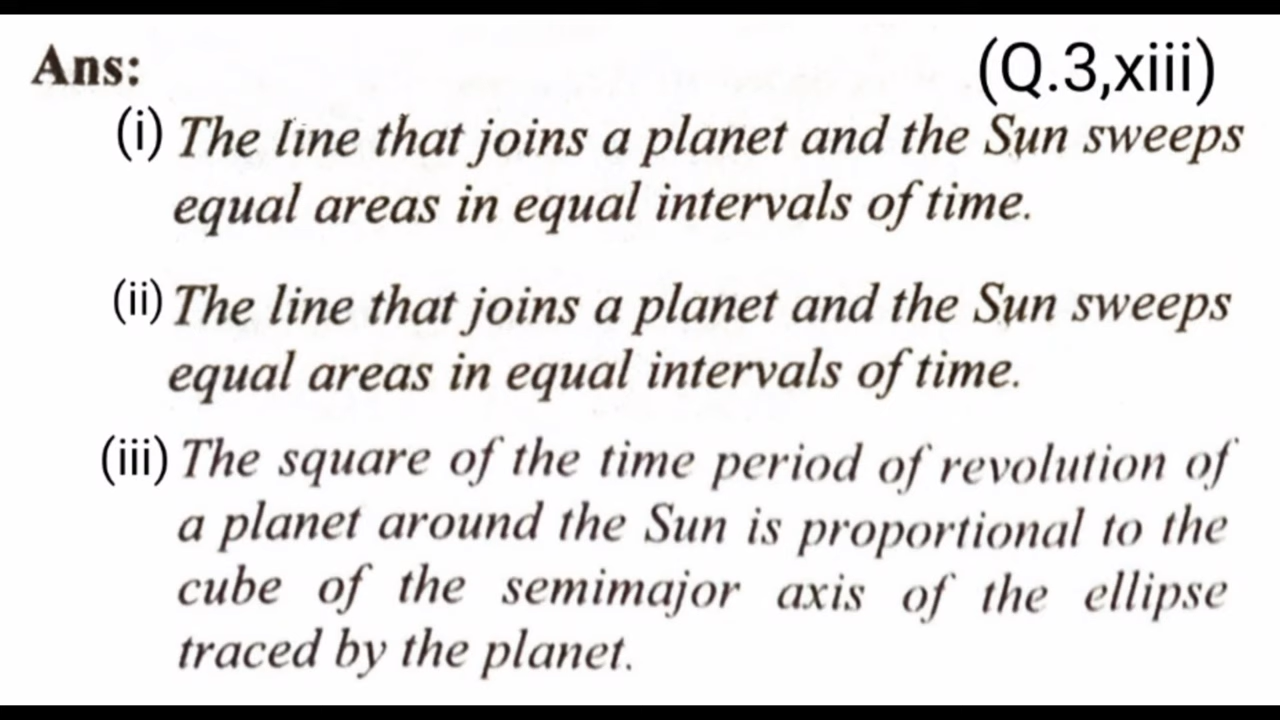 Ans: (Q.3,xiii)
(i) The line that joins a planet and the Sun sweeps
equal areas in equal intervals of time.
(ii) The line that joins a planet and the Sun sweeps
equal areas in equal intervals of time.
(iii) The square of the time period of revolution of
a planet around the Sun is proportional to the
cube of the semimajor axis of the ellipse
traced by the planet.